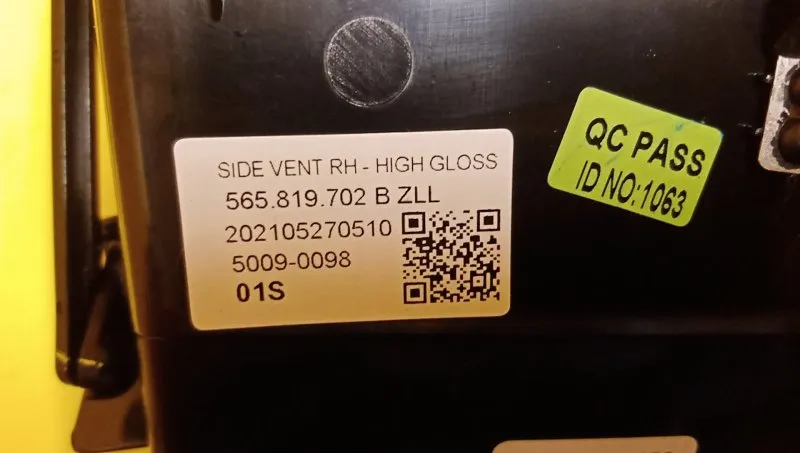 SIDE VENT RH - HIGH GLOSS
565.819.702 B ZLL
202105270510
5009-0098
01S
QC PASS
ID NO:1063